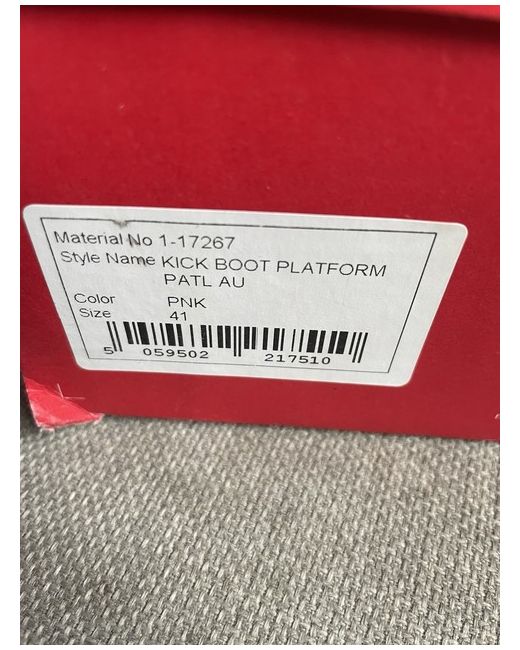 Material No 1-17267
Style Name KICK BOOT PLATFORM
PATL AU
Color PNK
Size 41
5 059502 217510